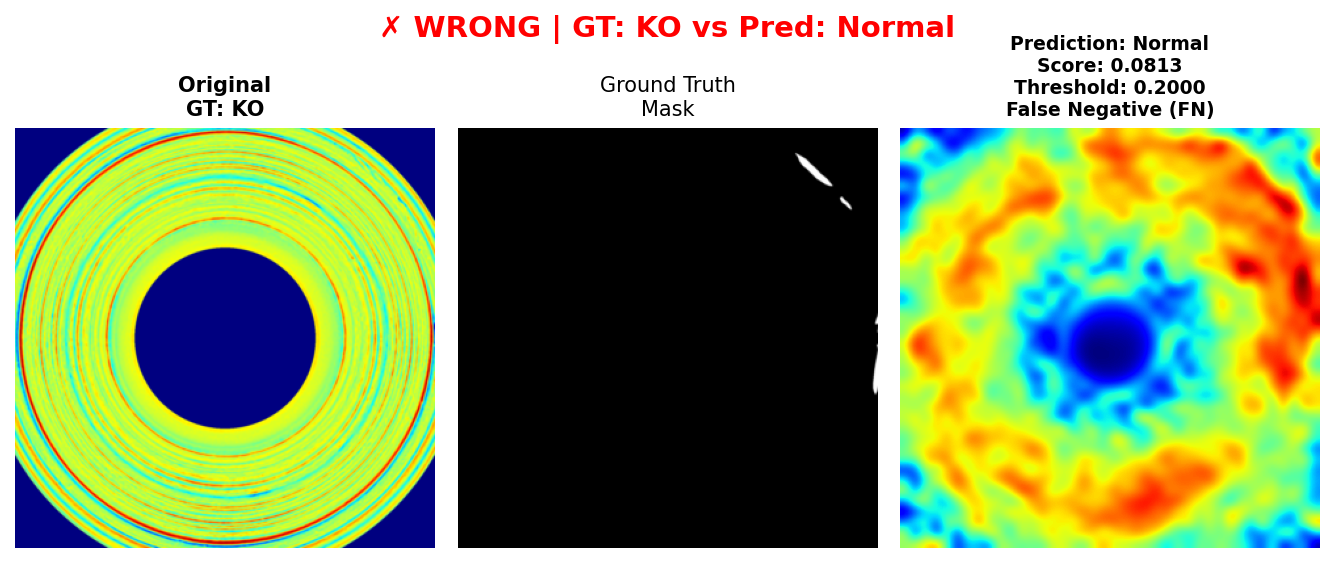 ✗ WRONG | GT: KO vs Pred: Normal
Original
GT: KO
Ground Truth
Mask
Prediction: Normal
Score: 0.0813
Threshold: 0.2000
False Negative (FN)